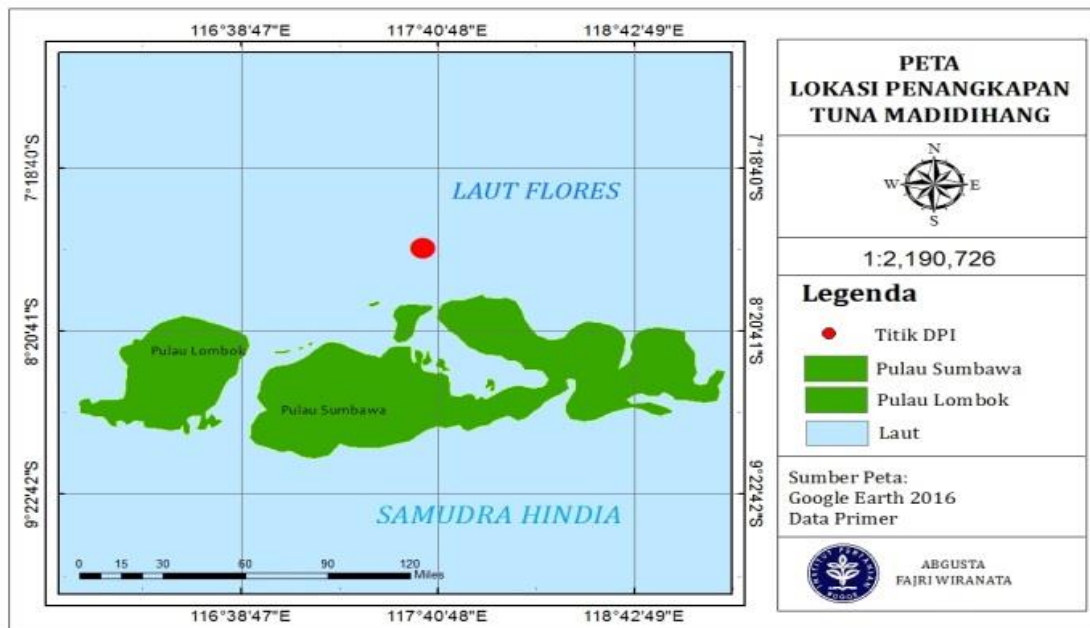 116°38'47"E 117°40'48"E 118°42'49"E
7°18'40"S 7°18'40"S
LAUT FLORES
8°20'41"S 8°20'41"S
Pulau Lombok
Pulau Sumbawa
9°22'42"S 9°22'42"S
SAMUDRA HINDIA
0 15 30 60 90 120
Miles
116°38'47"E 117°40'48"E 118°42'49"E
PETA
LOKASI PENANGKAPAN
TUNA MADIDIHANG
N
W E
S
1:2,190,726
Legenda
Titik DPI
Pulau Sumbawa
Pulau Lombok
Laut
Sumber Peta:
Google Earth 2016
Data Primer
INSTITUT PERTANIAN
BOGOR
ABGUSTA
FAJRI WIRANATA